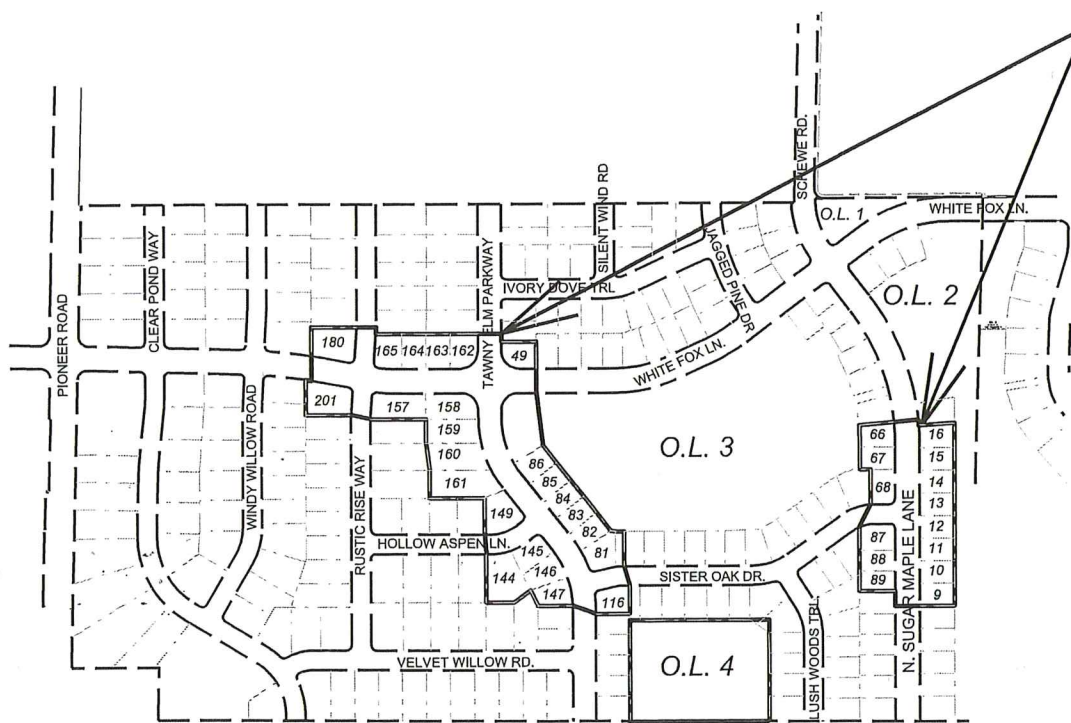 SCHEWE RD.
O.L. 1
WHITE FOX LN.
SILENT WIND RD
JAGGED PINE DR
CLEAR POND WAY
PIONEER ROAD
IVORY DOVE TRL
O.L. 2
TAWNY ELM PARKWAY
180
165 164 163 162
49
WHITE FOX LN.
201
157 158
159
160
161
WINDY WILLOW ROAD
RUSTIC RISE WAY
O.L. 3
86
85
84
83
82
81
149
HOLLOW ASPEN LN.
145
146
144
147
116
SISTER OAK DR.
66
67
68
87
88
89
N. SUGAR MAPLE LANE
16
15
14
13
12
11
10
9
LUSH WOODS TRL
VELVET WILLOW RD.
O.L. 4